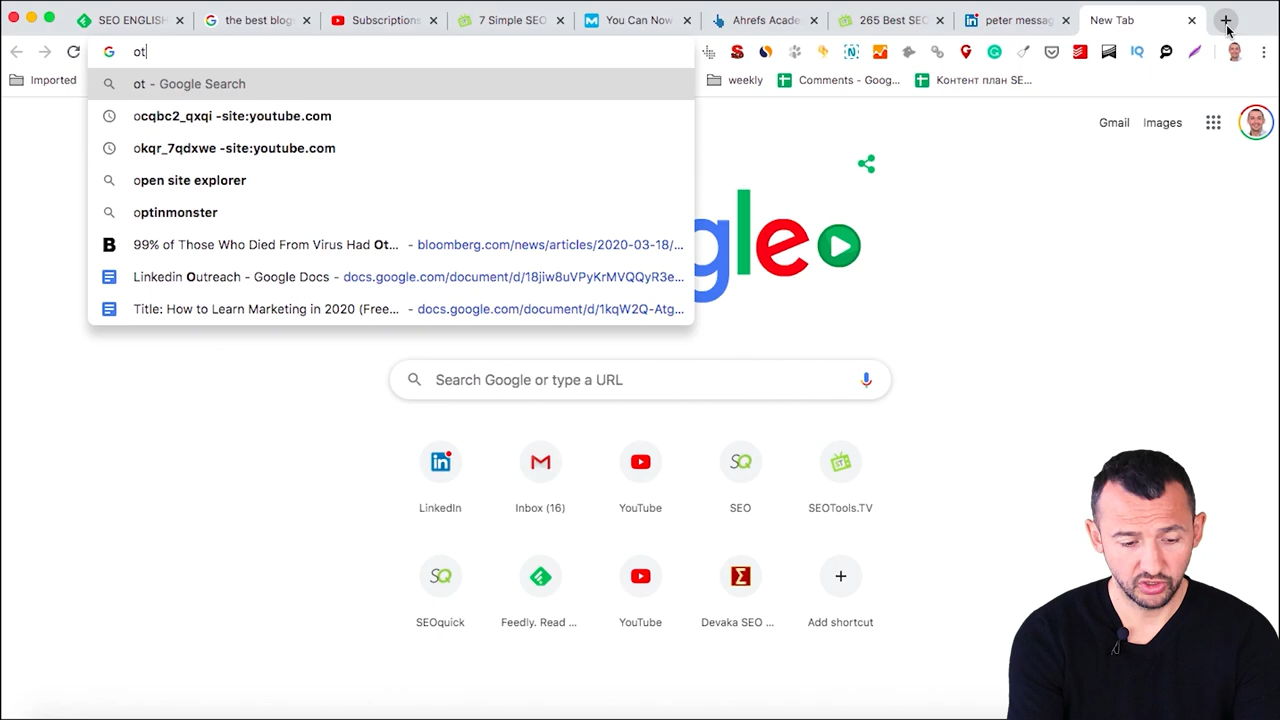 SEO ENGLISH
the best blogs
Subscriptions
7 Simple SEO
You Can Now
Ahrefs Acade
265 Best SEO
peter messag
New Tab
ot
ot - Google Search
ocqbc2_qxqi -site:youtube.com
okqr_7qdxwe -site:youtube.com
open site explorer
optinmonster
99% of Those Who Died From Virus Had Ot... - bloomberg.com/news/articles/2020-03-18/...
Linkedin Outreach - Google Docs - docs.google.com/document/d/18jiw8uVPyKrMVQQyR3e...
Title: How to Learn Marketing in 2020 (Free... - docs.google.com/document/d/1kqW2Q-Atg...
Imported
weekly
Comments - Goog...
Контент план SE...
Gmail
Images
gle
Search Google or type a URL
LinkedIn
Inbox (16)
YouTube
SEO
SEOTools.TV
SEOquick
Feedly. Read ...
YouTube
Devaka SEO ...
Add shortcut